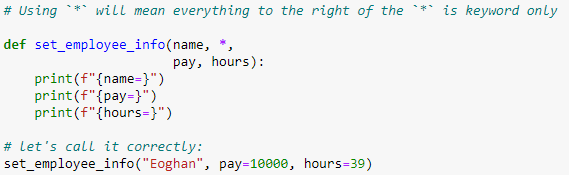 # Using `*` will mean everything to the right of the `*` is keyword only
def set_employee_info(name, *,
                      pay, hours):
    print(f"{name=}")
    print(f"{pay=}")
    print(f"{hours=}")
# let's call it correctly:
set_employee_info("Eoghan", pay=10000, hours=39)